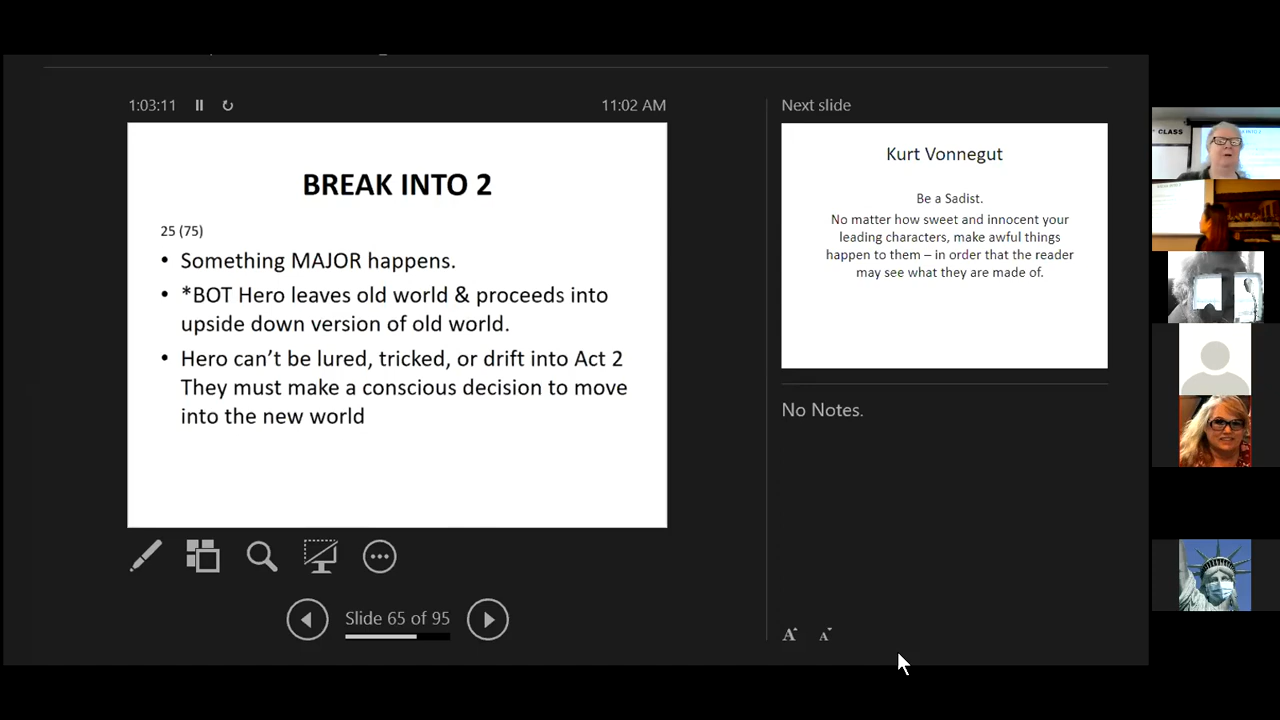 1:03:11
11:02 AM
Next slide
BREAK INTO 2
25 (75)
• Something MAJOR happens.
• *BOT Hero leaves old world & proceeds into
upside down version of old world.
• Hero can’t be lured, tricked, or drift into Act 2
They must make a conscious decision to move
into the new world
Kurt Vonnegut
Be a Sadist.
No matter how sweet and innocent your
leading characters, make awful things
happen to them – in order that the reader
may see what they are made of.
No Notes.
Slide 65 of 95
A A
CLASS